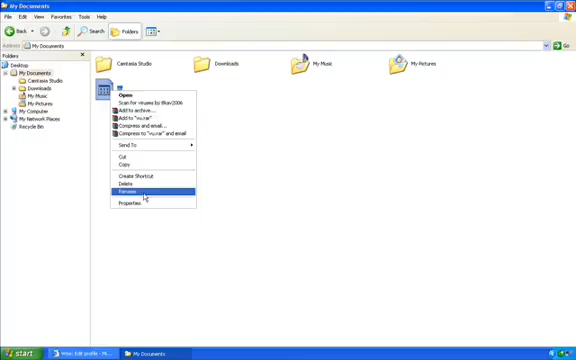 My Documents
File Edit View Favorites Tools Help
Back Search Folders
Address My Documents Go
Folders
Desktop
My Documents
Camtasia Studio
Downloads
My Music
My Pictures
My Computer
My Network Places
Recycle Bin
Camtasia Studio Downloads My Music My Pictures
Open
Scan for viruses by
Add to archive...
Add to "vu.rar"
Compress and email...
Compress to "vu.rar" and email
Send To
Cut
Copy
Create Shortcut
Delete
Rename
Properties
start Wise: Edit profile - M... My Documents